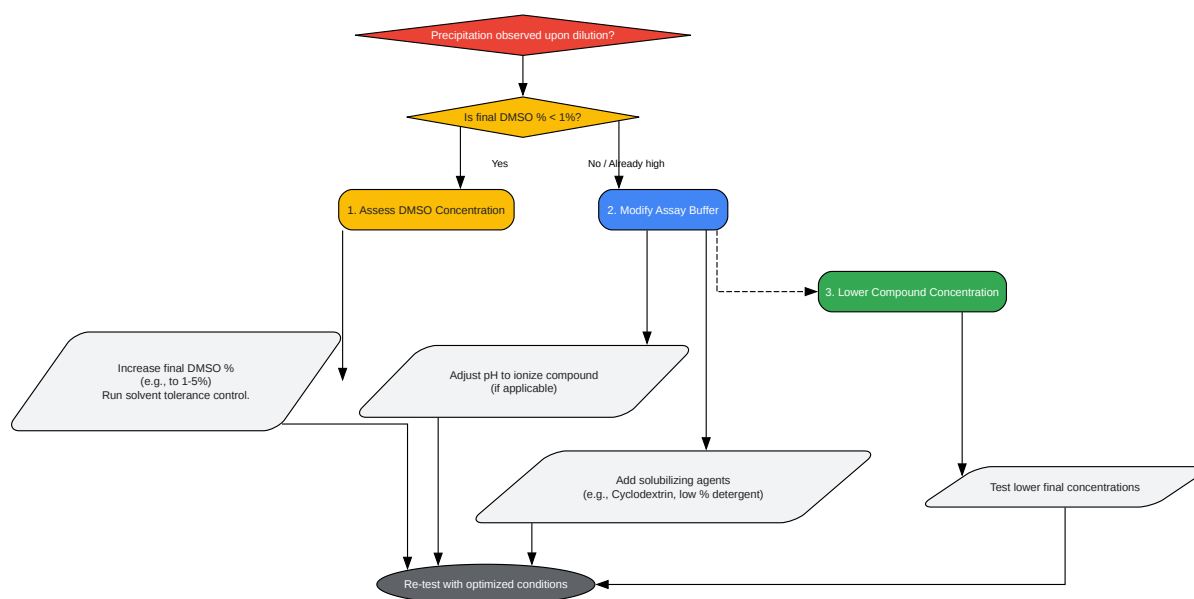 Precipitation observed upon dilution?
Is final DMSO % < 1%?
Yes
No / Already high
1. Assess DMSO Concentration
2. Modify Assay Buffer
3. Lower Compound Concentration
Increase final DMSO %
(e.g., to 1-5%)
Run solvent tolerance control.
Adjust pH to ionize compound
(if applicable)
Add solubilizing agents
(e.g., Cyclodextrin, low % detergent)
Test lower final concentrations
Re-test with optimized conditions